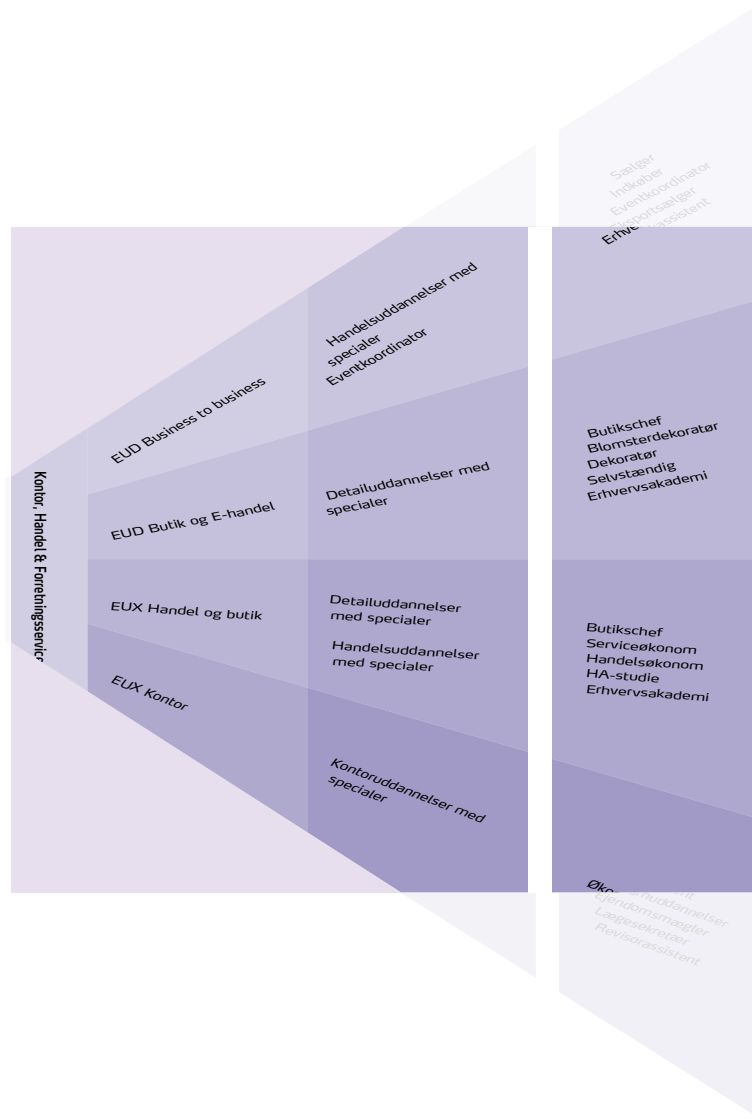 Kontor, Handel & Forretningsservice
EUD Business to business
Handelsuddannelser med
specialer
Eventkoordinator
Sælger
Indkøber
Eventkoordinator
EUD Butik og E-handel
Detailuddannelser med
specialer
Butikschef
Blomsterdekoratør
Dekoratør
Selvstændig
Erhvervsakademi
EUX Handel og butik
Detailuddannelser
med specialer
Handelsuddannelser
med specialer
Butikschef
Serviceøkonom
Handelsøkonom
HA-studie
Erhvervsakademi
EUX Kontor
Kontoruddannelser med
specialer
Ejendomsmægler
Lægesekretær
Revisorassistent